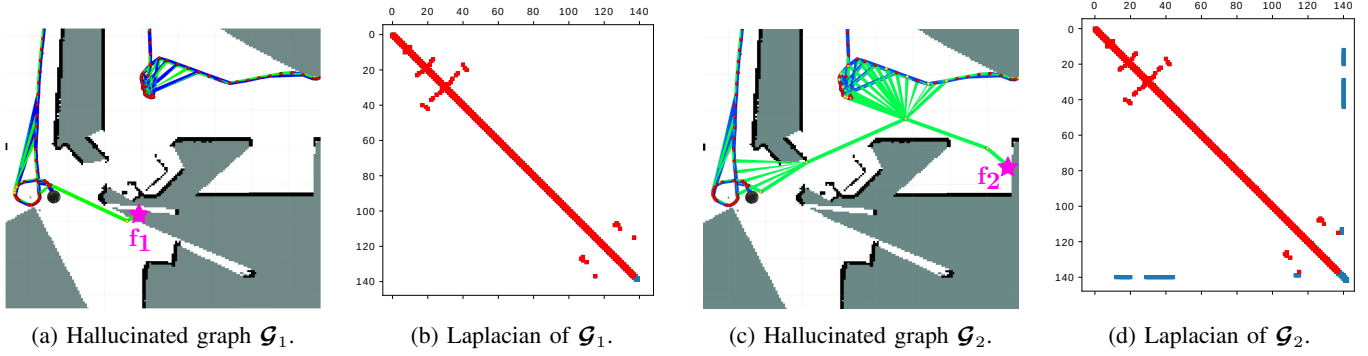 0 20 40 60 80 100 120 140
0
20
40
60
80
100
120
140
0 20 40 60 80 100 120 140
0
20
40
60
80
100
120
140
f1
f2
(a) Hallucinated graph 𝓖1.
(b) Laplacian of 𝓖1.
(c) Hallucinated graph 𝓖2.
(d) Laplacian of 𝓖2.